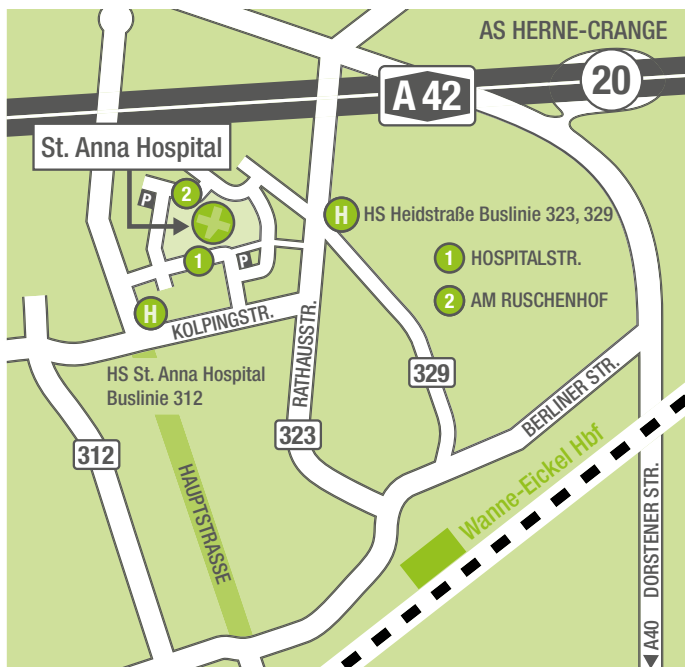 AS HERNE-CRANGE
A 42
20
St. Anna Hospital
P
2
H
HS Heidstraße Buslinie 323, 329
1
P
1 HOSPITALSTR.
2 AM RUSCHENHOF
H
KOLPINGSTR.
RATHAUSSTR.
HS St. Anna Hospital
Buslinie 312
329
BERLINER STR.
323
312
HAUPTSTRASSE
Wanne-Eickel Hbf
DORSTENER STR.
A40